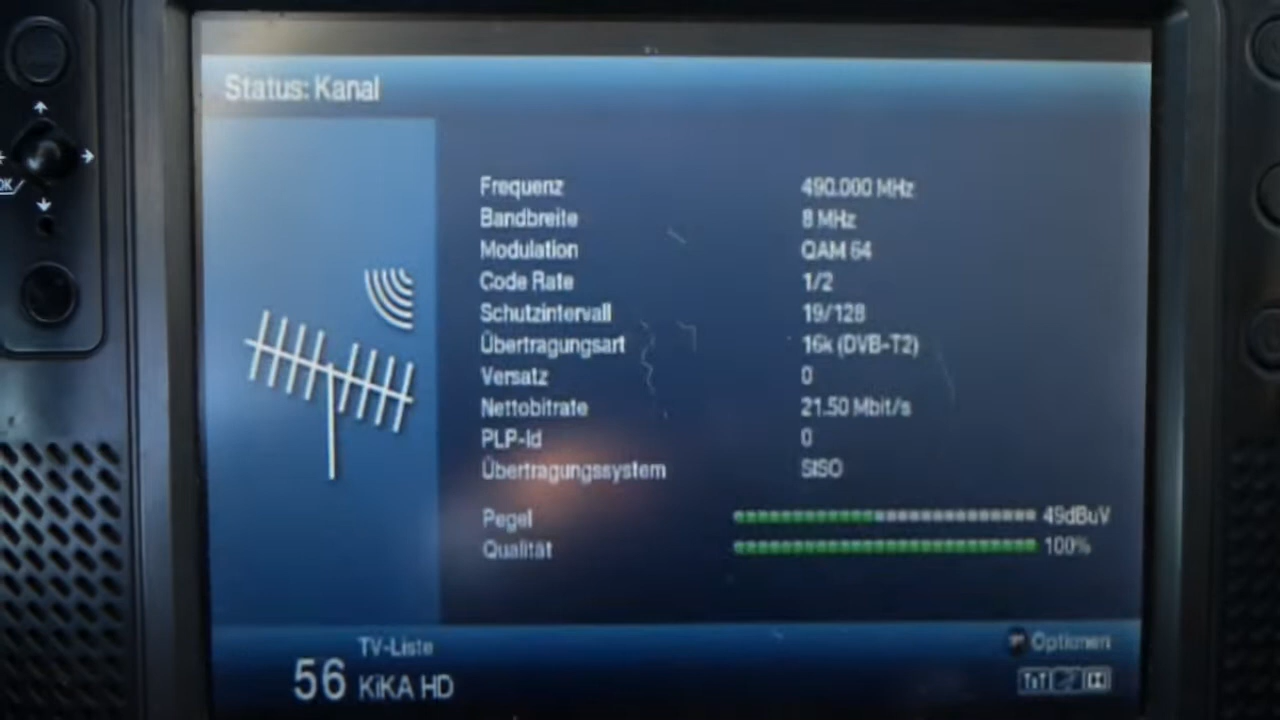 Status: Kanal
OK
Frequenz 490.000 MHz
Bandbreite 8 MHz
Modulation QAM 64
Code Rate 1/2
Schutzintervall 19/128
Übertragungsart 16k (DVB-T2)
Versatz 0
Nettobitrate 21.50 Mbit/s
PLP-Id 0
Übertragungssystem SISO
Pegel 49dBuV
Qualität 100%
TV-Liste
56 KiKA HD
Optionen